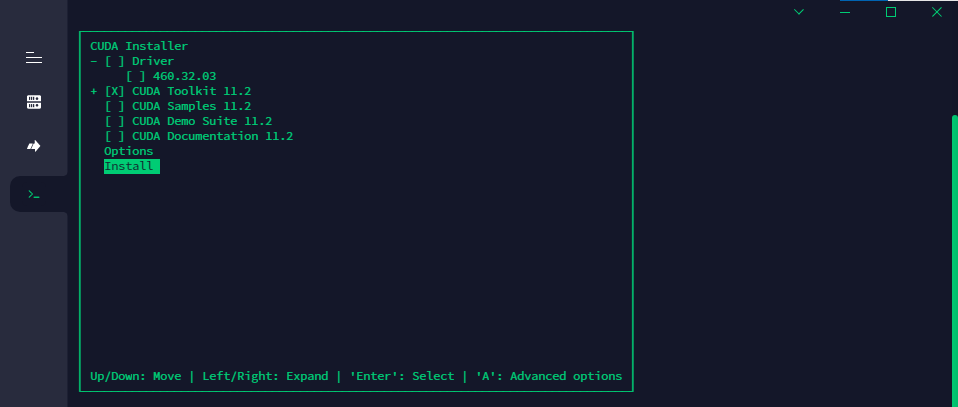 CUDA Installer
- [ ] Driver
[ ] 460.32.03
+ [X] CUDA Toolkit 11.2
[ ] CUDA Samples 11.2
[ ] CUDA Demo Suite 11.2
[ ] CUDA Documentation 11.2
Options
Install
Up/Down: Move | Left/Right: Expand | 'Enter': Select | 'A': Advanced options